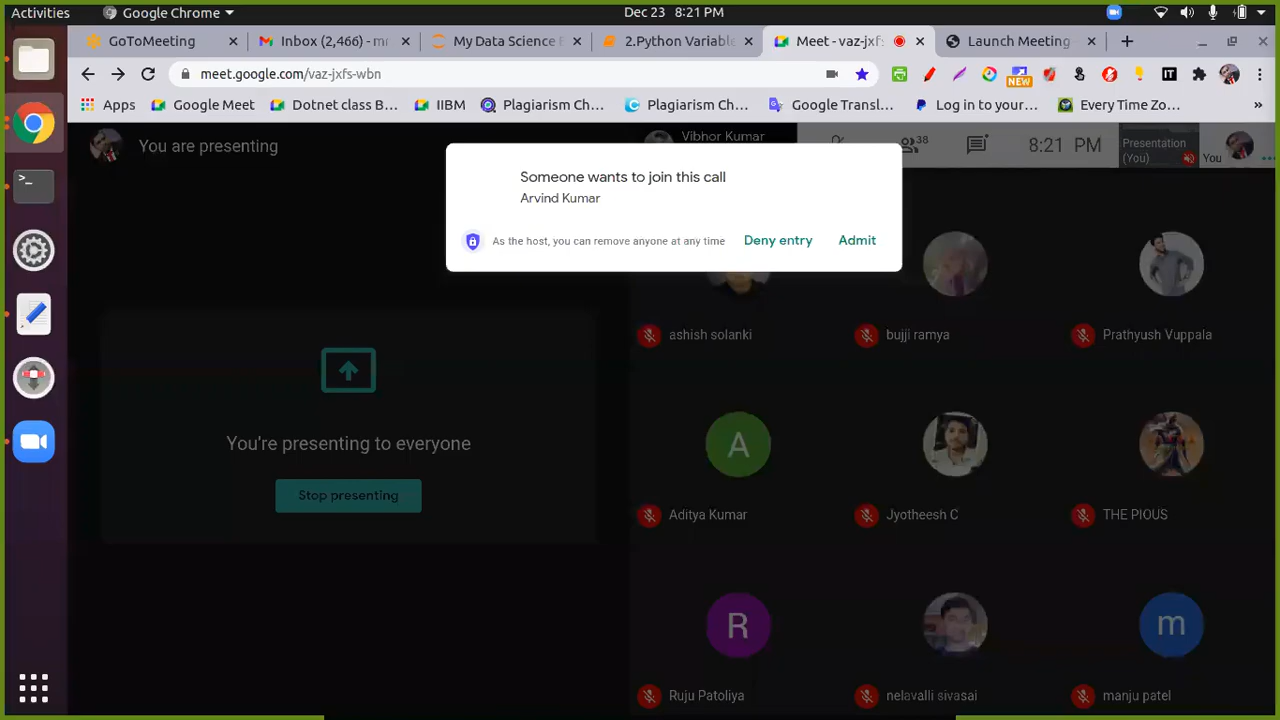 Activities
Google Chrome
Dec 23 8:21 PM
GoToMeeting
Inbox (2,466) - m
My Data Science
2.Python Variable
Meet - vaz-jxfs
Launch Meeting
meet.google.com/vaz-jxfs-wbn
NEW
IT
Apps
Google Meet
Dotnet class B...
IIBM
Plagiarism Ch...
Plagiarism Ch...
Google Transl...
Log in to your...
Every Time Zo...
You are presenting
Vibhor Kumar
38
8:21 PM
Presentation
(You)
You
Someone wants to join this call
Arvind Kumar
As the host, you can remove anyone at any time
Deny entry
Admit
ashish solanki
bujji ramya
Prathyush Vuppala
You're presenting to everyone
Stop presenting
A
Aditya Kumar
Jyotheesh C
THE PIOUS
R
m
Ruju Patoliya
nelavalli sivasai
manju patel